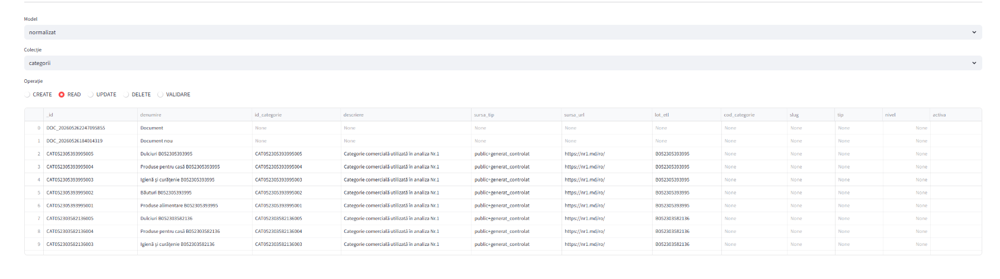 Model
normalizat
Colecție
categorii
Operație
CREATE READ UPDATE DELETE VALIDARE
_id denumire id_categorie descriere sursa_tip sursa_url lot_etl cod_categorie slug tip nivel activa
0 DOC_202605262247095855 Document None None None None None None None None None
1 DOC_20260526184014319 Document nou None None None None None None None None None
2 CAT052305393995005 Dulciuri B052305393995 CAT052305393995005 Categorie comercială utilizată în analiza Nr.1 public+generat_controlat https://nr1.md/ro/ B052305393995 None None None None
3 CAT052305393995004 Produse pentru casă B052305393995 CAT052305393995004 Categorie comercială utilizată în analiza Nr.1 public+generat_controlat https://nr1.md/ro/ B052305393995 None None None None
4 CAT052305393995003 Igienă și curățenie B052305393995 CAT052305393995003 Categorie comercială utilizată în analiza Nr.1 public+generat_controlat https://nr1.md/ro/ B052305393995 None None None None
5 CAT052305393995002 Băuturi B052305393995 CAT052305393995002 Categorie comercială utilizată în analiza Nr.1 public+generat_controlat https://nr1.md/ro/ B052305393995 None None None None
6 CAT052305393995001 Produse alimentare B052305393995 CAT052305393995001 Categorie comercială utilizată în analiza Nr.1 public+generat_controlat https://nr1.md/ro/ B052305393995 None None None None
7 CAT052303582136005 Dulciuri B052303582136 CAT052303582136005 Categorie comercială utilizată în analiza Nr.1 public+generat_controlat https://nr1.md/ro/ B052303582136 None None None None
8 CAT052303582136004 Produse pentru casă B052303582136 CAT052303582136004 Categorie comercială utilizată în analiza Nr.1 public+generat_controlat https://nr1.md/ro/ B052303582136 None None None None
9 CAT052303582136003 Igienă și curățenie B052303582136 CAT052303582136003 Categorie comercială utilizată în analiza Nr.1 public+generat_controlat https://nr1.md/ro/ B052303582136 None None None None